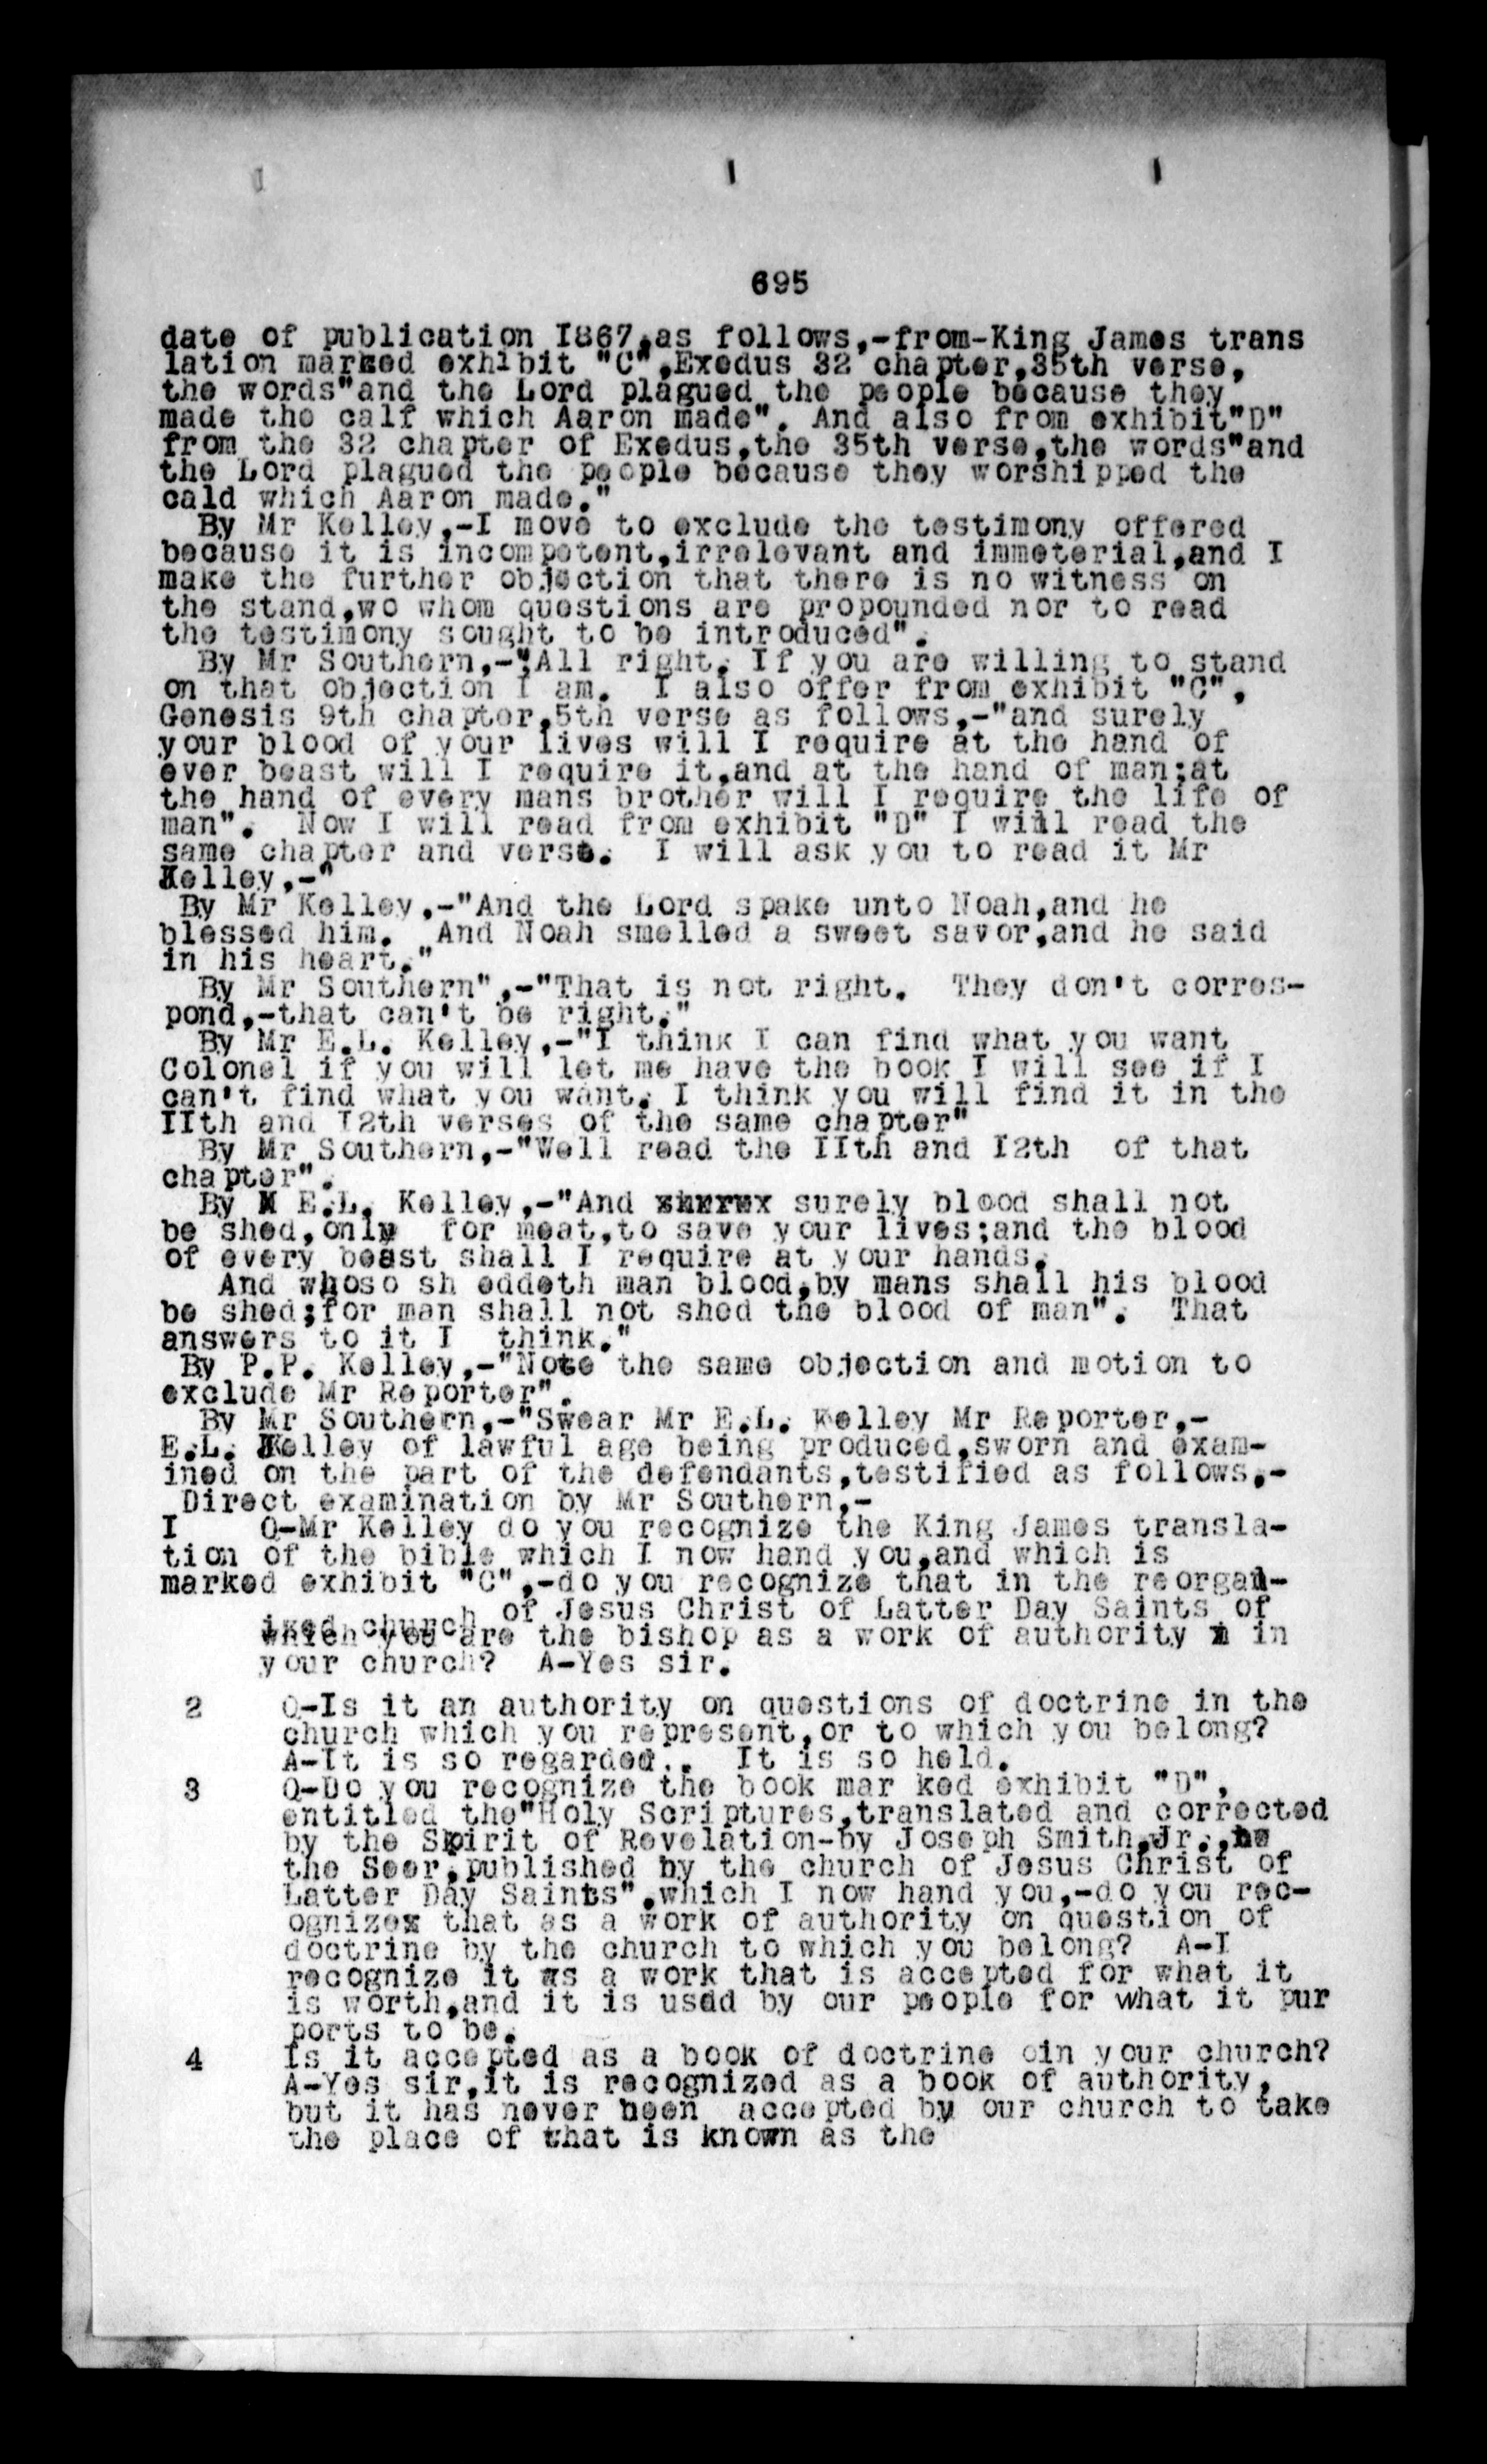 695
date of publication I867,as follows,-from-King James trans
lation marked exhibit "C",Exedus 32 chapter,35th verse,
the words"and the Lord plagued the people because they
made the calf which Aaron made". And also from exhibit"D"
from the 32 chapter of Exedus,the 35th verse,the words"and
the Lord plagued the people because they worshipped the
cald which Aaron made."
By Mr Kelley,-I move to exclude the testimony offered
because it is incompetent,irrelevant and immeterial,and I
make the further objection that there is no witness on
the stand,wo whom questions are propounded nor to read
the testimony sought to be introduced".
By Mr Southern,-"All right. If you are willing to stand
on that objection I am. I also offer from exhibit "C",
Genesis 9th chapter,5th verse as follows,-"and surely
your blood of your lives will I require at the hand of
ever beast will I require it,and at the hand of man;at
the hand of every mans brother will I require the life of
man". Now I will read from exhibit "D" I will read the
same chapter and verse. I will ask you to read it Mr
Kelley,-"
By Mr Kelley,-"And the Lord spake unto Noah,and he
blessed him. And Noah smelled a sweet savor,and he said
in his heart."
By Mr Southern",-"That is not right. They don't corres-
pond,-that can't be right."
By Mr E.L. Kelley,-"I think I can find what you want
Colonel if you will let me have the book I will see if I
can't find what you want. I think you will find it in the
IIth and I2th verses of the same chapter"
By Mr Southern,-"Well read the IIth and I2th of that
chapter".
By M E.L. Kelley,-"And surely blood shall not
be shed,only for meat,to save your lives;and the blood
of every beast shall I require at your hands.
And whoso sh eddeth man blood,by mans shall his blood
be shed;for man shall not shed the blood of man". That
answers to it I think."
By P.P. Kelley,-"Note the same objection and motion to
exclude Mr Reporter".
By Mr Southern,-"Swear Mr E.L. Kelley Mr Reporter,-
E.L. Kelley of lawful age being produced,sworn and exam-
ined on the part of the defendants,testified as follows,-
Direct examination by Mr Southern,-
I Q-Mr Kelley do you recognize the King James transla-
tion of the bible which I now hand you,and which is
marked exhibit "C",-do you recognize that in the reorgan-
ized church of Jesus Christ of Latter Day Saints of
which you are the bishop as a work of authority in
your church? A-Yes sir.
2 Q-Is it an authority on questions of doctrine in the
church which you represent,or to which you belong?
A-It is so regarded.. It is so held.
3 Q-Do you recognize the book mar ked exhibit "D",
entitled the"Holy Scriptures,translated and corrected
by the Spirit of Revelation-by Joseph Smith,Jr.,
the Seer,published by the church of Jesus Christ of
Latter Day Saints",which I now hand you,-do you rec-
ognizex that as a work of authority on question of
doctrine by the church to which you belong? A-I
recognize it as a work that is accepted for what it
is worth,and it is usdd by our people for what it pur
ports to be.
4 Is it accepted as a book of doctrine oin your church?
A-Yes sir,it is recognized as a book of authority,
but it has never been accepted by our church to take
the place of what is known as the